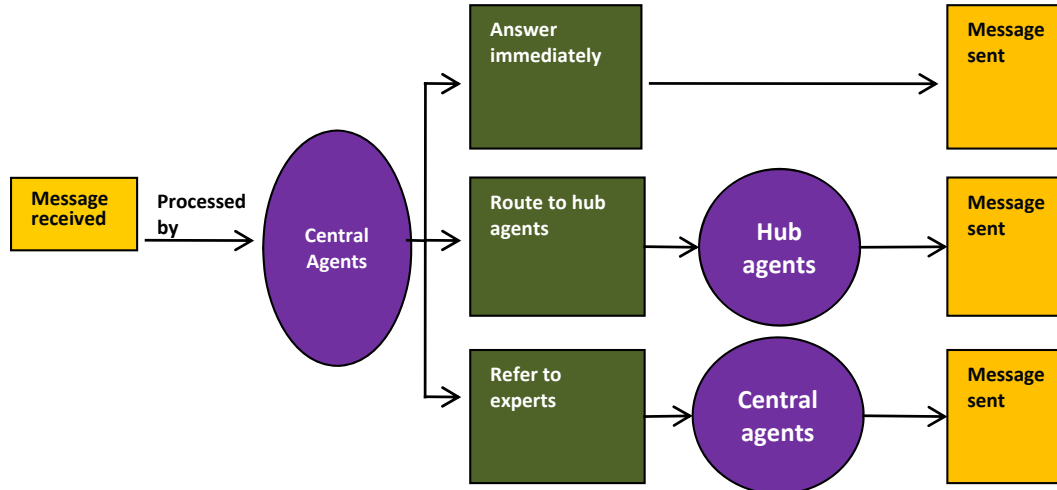 Answer
immediately
Message
sent
Message
received
Processed
by
Central
Agents
Route to hub
agents
Hub
agents
Message
sent
Refer to
experts
Central
agents
Message
sent